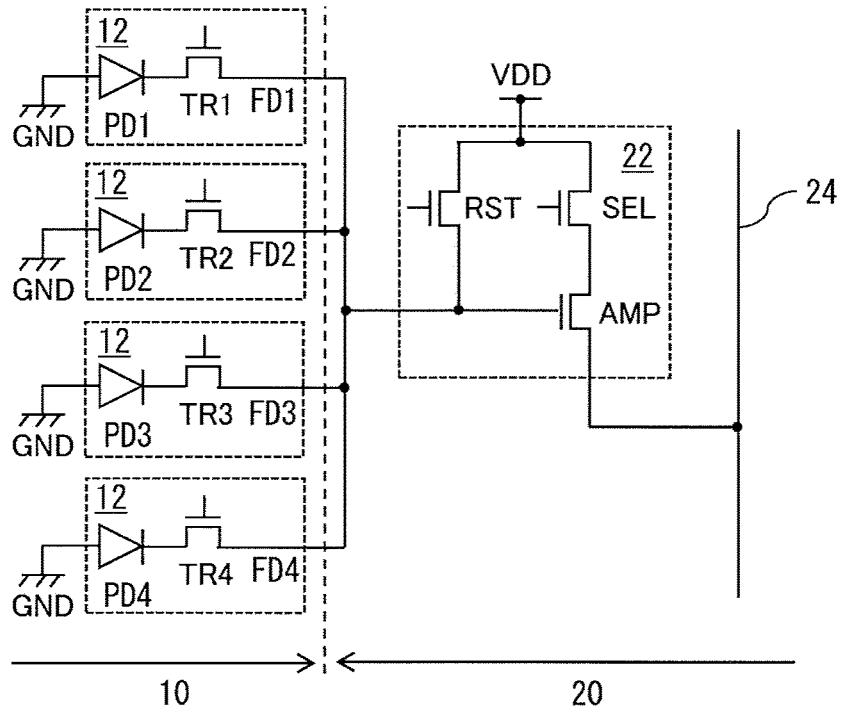 12
TR1
FD1
PD1
GND
12
TR2
FD2
PD2
GND
12
TR3
FD3
PD3
GND
12
TR4
FD4
PD4
GND
VDD
22
RST
SEL
AMP
24
10
20